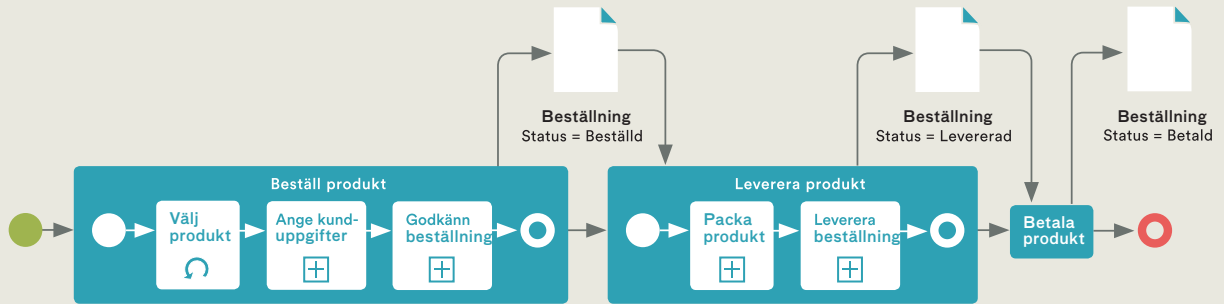 Beställning
Status = Beställd
Beställning
Status = Levererad
Beställning
Status = Betald
Beställ produkt
Välj
produkt
Ange kund-
uppgifter
Godkänn
beställning
Leverera produkt
Packa
produkt
Leverera
beställning
Betala
produkt